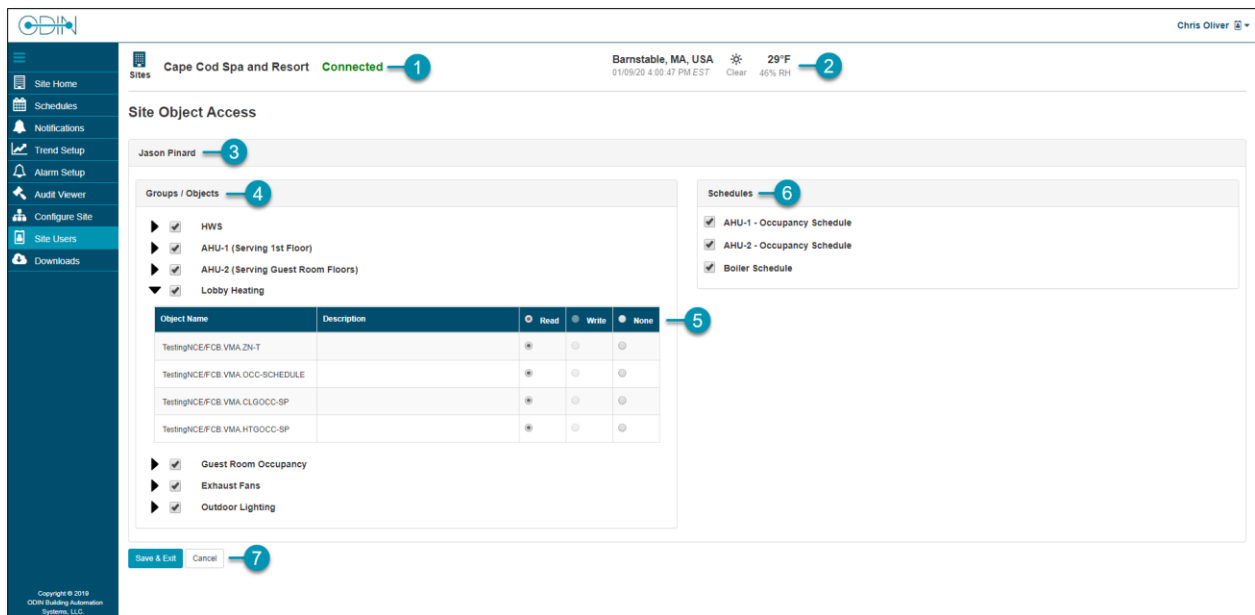 ODIN
Chris Oliver
Sites
Cape Cod Spa and Resort Connected
1
Barnstable, MA, USA
01/09/20 4:00:47 PM EST
Clear
29°F
46% RH
2
Site Home
Schedules
Notifications
Trend Setup
Alarm Setup
Audit Viewer
Configure Site
Site Users
Downloads
Site Object Access
Jason Pinard
3
Groups / Objects
4
HWS
AHU-1 (Serving 1st Floor)
AHU-2 (Serving Guest Room Floors)
Lobby Heating
Object Name Description Read Write None
5
TestingNCE/FCB.VMA.ZN-T
TestingNCE/FCB.VMA.OCC-SCHEDULE
TestingNCE/FCB.VMA.CLGOCC-SP
TestingNCE/FCB.VMA.HTGOCC-SP
Guest Room Occupancy
Exhaust Fans
Outdoor Lighting
Schedules
6
AHU-1 - Occupancy Schedule
AHU-2 - Occupancy Schedule
Boiler Schedule
Save & Exit Cancel
7
Copyright © 2019
ODIN Building Automation
Systems, LLC.